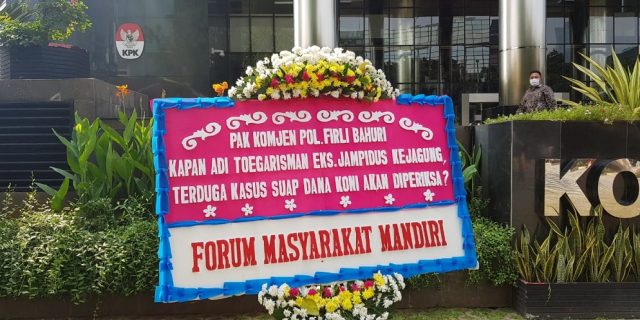 KPK
PAK KOMJEN POL. FIRLI BAHURI
KAPAN ADI TOEGARISMAN EKS. JAMPIDUS KEJAGUNG,
TERDUGA KASUS SUAP DANA KONI AKAN DIPERIKSA?
FORUM MASYARAKAT MANDIRI
KO